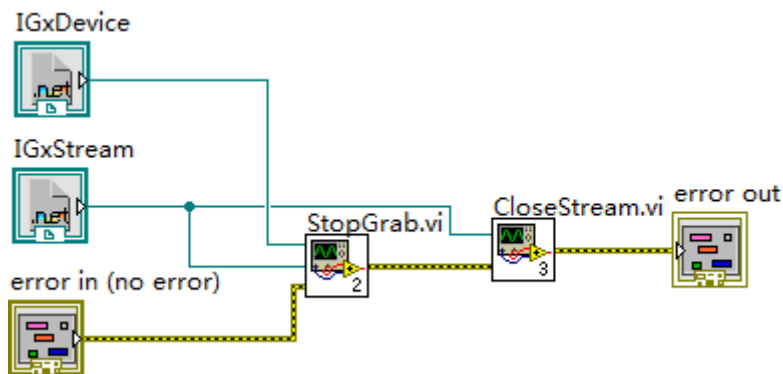 IGxDevice
.net
IGxStream
.net
StopGrab.vi
2
CloseStream.vi
3
error out
error in (no error)